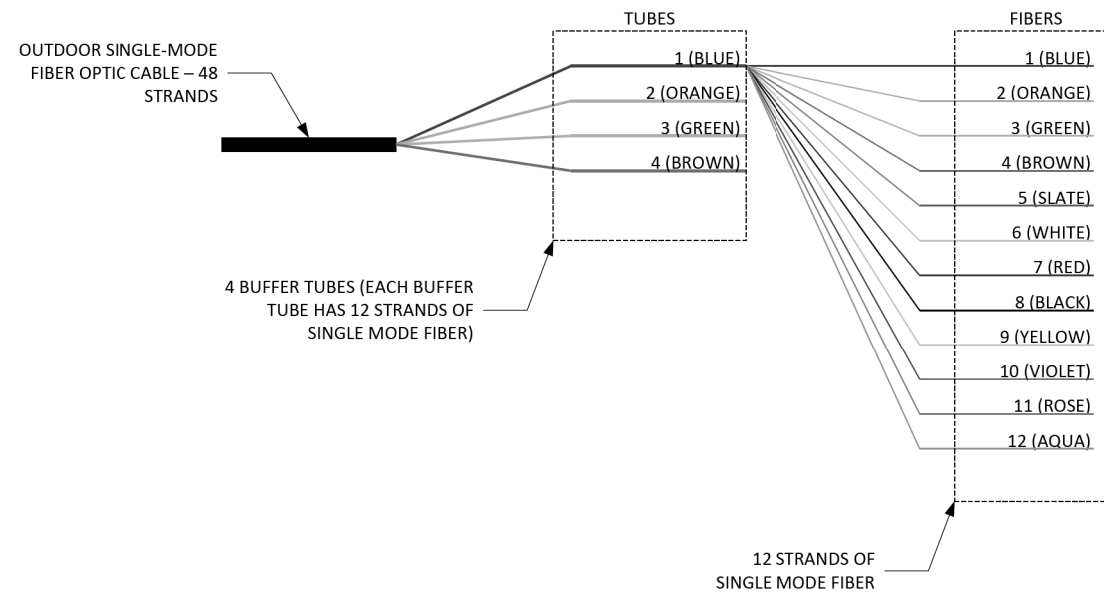 OUTDOOR SINGLE-MODE
FIBER OPTIC CABLE – 48
STRANDS
TUBES
1 (BLUE)
2 (ORANGE)
3 (GREEN)
4 (BROWN)
4 BUFFER TUBES (EACH BUFFER
TUBE HAS 12 STRANDS OF
SINGLE MODE FIBER)
FIBERS
1 (BLUE)
2 (ORANGE)
3 (GREEN)
4 (BROWN)
5 (SLATE)
6 (WHITE)
7 (RED)
8 (BLACK)
9 (YELLOW)
10 (VIOLET)
11 (ROSE)
12 (AQUA)
12 STRANDS OF
SINGLE MODE FIBER